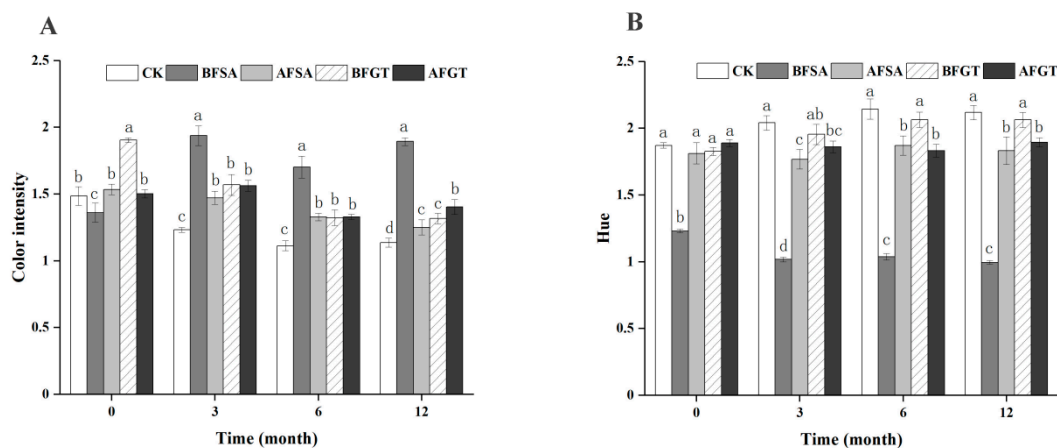 A
2.5
CK BFSA AFSA BFGT AFGT
2
1.5
1
0.5
0
Color intensity
b c b a b
c a b b b
c a b b b
d a c c b
0 3 6 12
Time (month)
B
2.5
CK BFSA AFSA BFGT AFGT
2
1.5
1
0.5
0
Hue
a b a a a
a d c ab bc
a c b a b
a c b a b
0 3 6 12
Time (month)